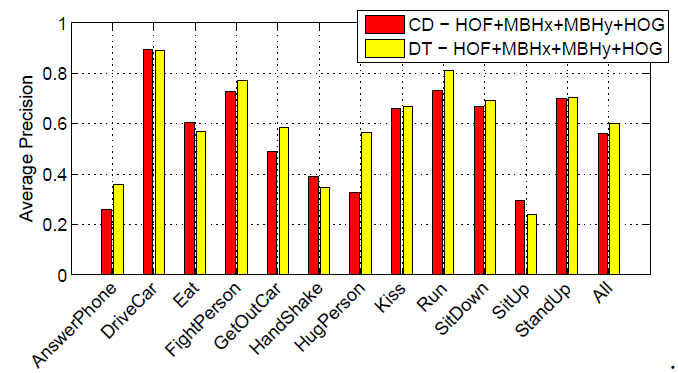 CD − HOF+MBHx+MBHy+HOG
DT − HOF+MBHx+MBHy+HOG
Average Precision
1
0.8
0.6
0.4
0.2
0
AnswerPhone
DriveCar
Eat
FightPerson
GetOutCar
HandShake
HugPerson
Kiss
Run
SitDown
SitUp
StandUp
All
.